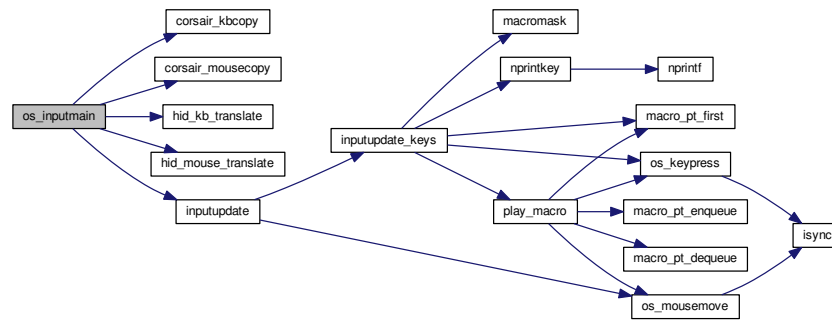 corsair_kbcopy
macromask
corsair_mousecopy
nprintkey
nprintf
os_inputmain
hid_kb_translate
macro_pt_first
inputupdate_keys
hid_mouse_translate
os_keypress
inputupdate
play_macro
macro_pt_enqueue
isync
macro_pt_dequeue
os_mousemove